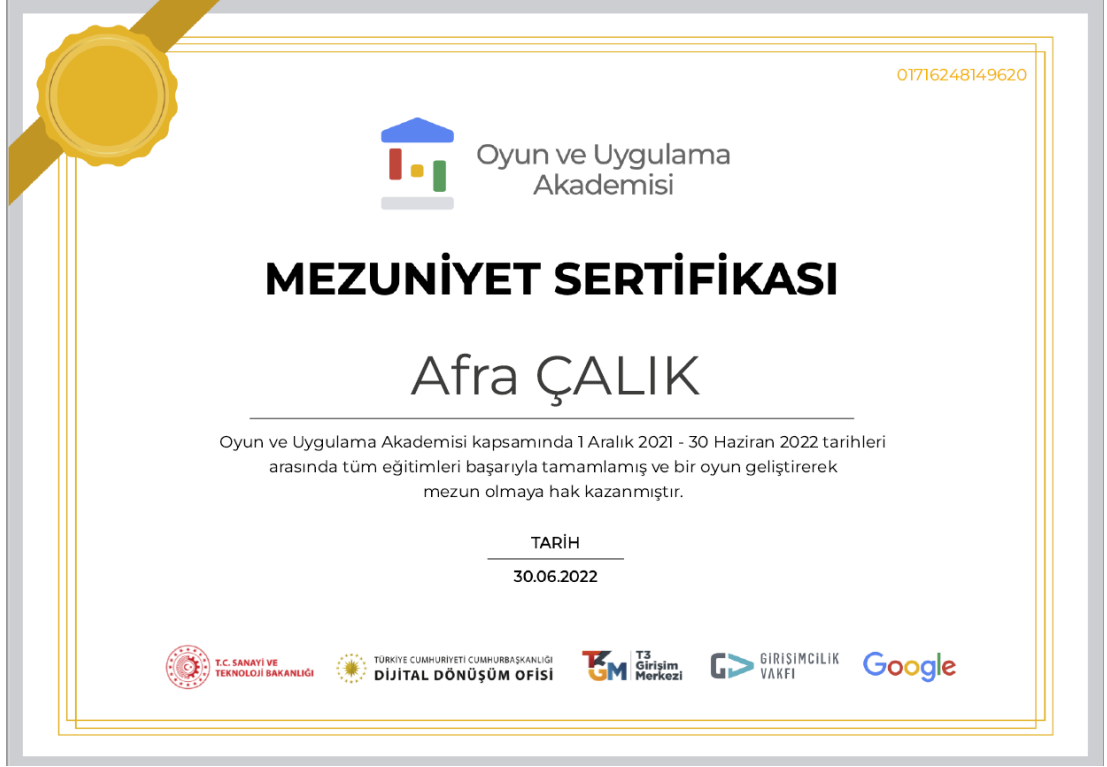 01716248149620
Oyun ve Uygulama
Akademisi
MEZUNİYET SERTİFİKASI
Afra ÇALIK
Oyun ve Uygulama Akademisi kapsamında 1 Aralık 2021 - 30 Haziran 2022 tarihleri
arasında tüm eğitimleri başarıyla tamamlamış ve bir oyun geliştirerek
mezun olmaya hak kazanmıştır.
TARİH
30.06.2022
T.C. SANAYİ VE
TEKNOLOJİ BAKANLIĞI
TÜRKİYE CUMHURİYETİ CUMHURBAŞKANLIĞI
DİJİTAL DÖNÜŞÜM OFİSİ
T3GM
T3
Girişim
Merkezi
GİRİŞİMCİLİK
VAKFI
Google